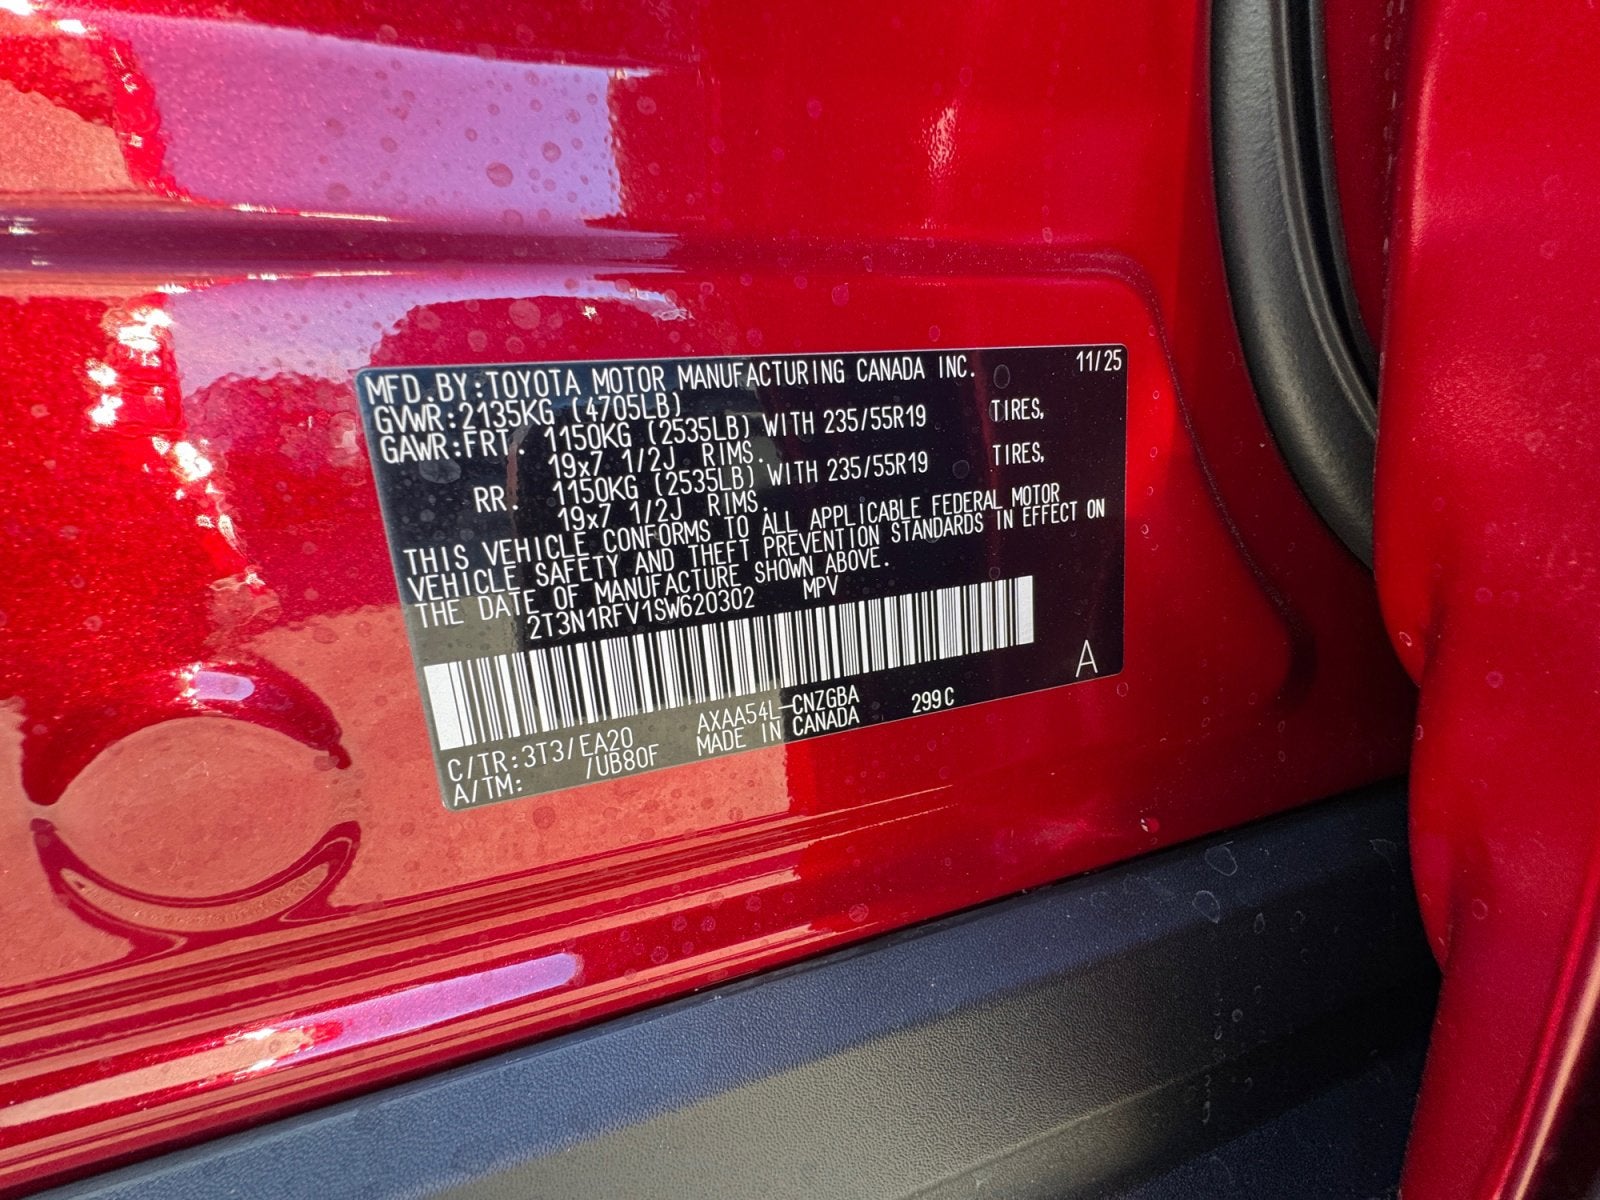 MFD.BY:TOYOTA MOTOR MANUFACTURING CANADA INC. 11/25
GVWR:2135KG (4705LB)
GAWR:FRT. 1150KG (2535LB) WITH 235/55R19 TIRES,
19x7 1/2J RIMS.
RR. 1150KG (2535LB) WITH 235/55R19 TIRES,
19x7 1/2J RIMS.
THIS VEHICLE CONFORMS TO ALL APPLICABLE FEDERAL MOTOR
VEHICLE SAFETY AND THEFT PREVENTION STANDARDS IN EFFECT ON
THE DATE OF MANUFACTURE SHOWN ABOVE.
2T3N1RFV1SW620302 MPV
A
C/TR:3T3/EA20 AXAA54L-CNZGBA 299C
A/TM: /UB80F MADE IN CANADA